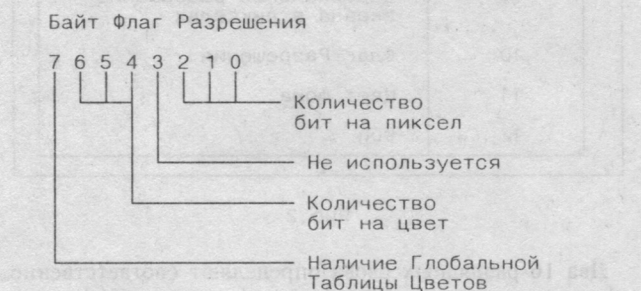 Байт Флаг Разрешения
7 6 5 4 3 2 1 0
Количество
бит на пиксел
Не используется
Количество
бит на цвет
Наличие Глобальной
Таблицы Цветов